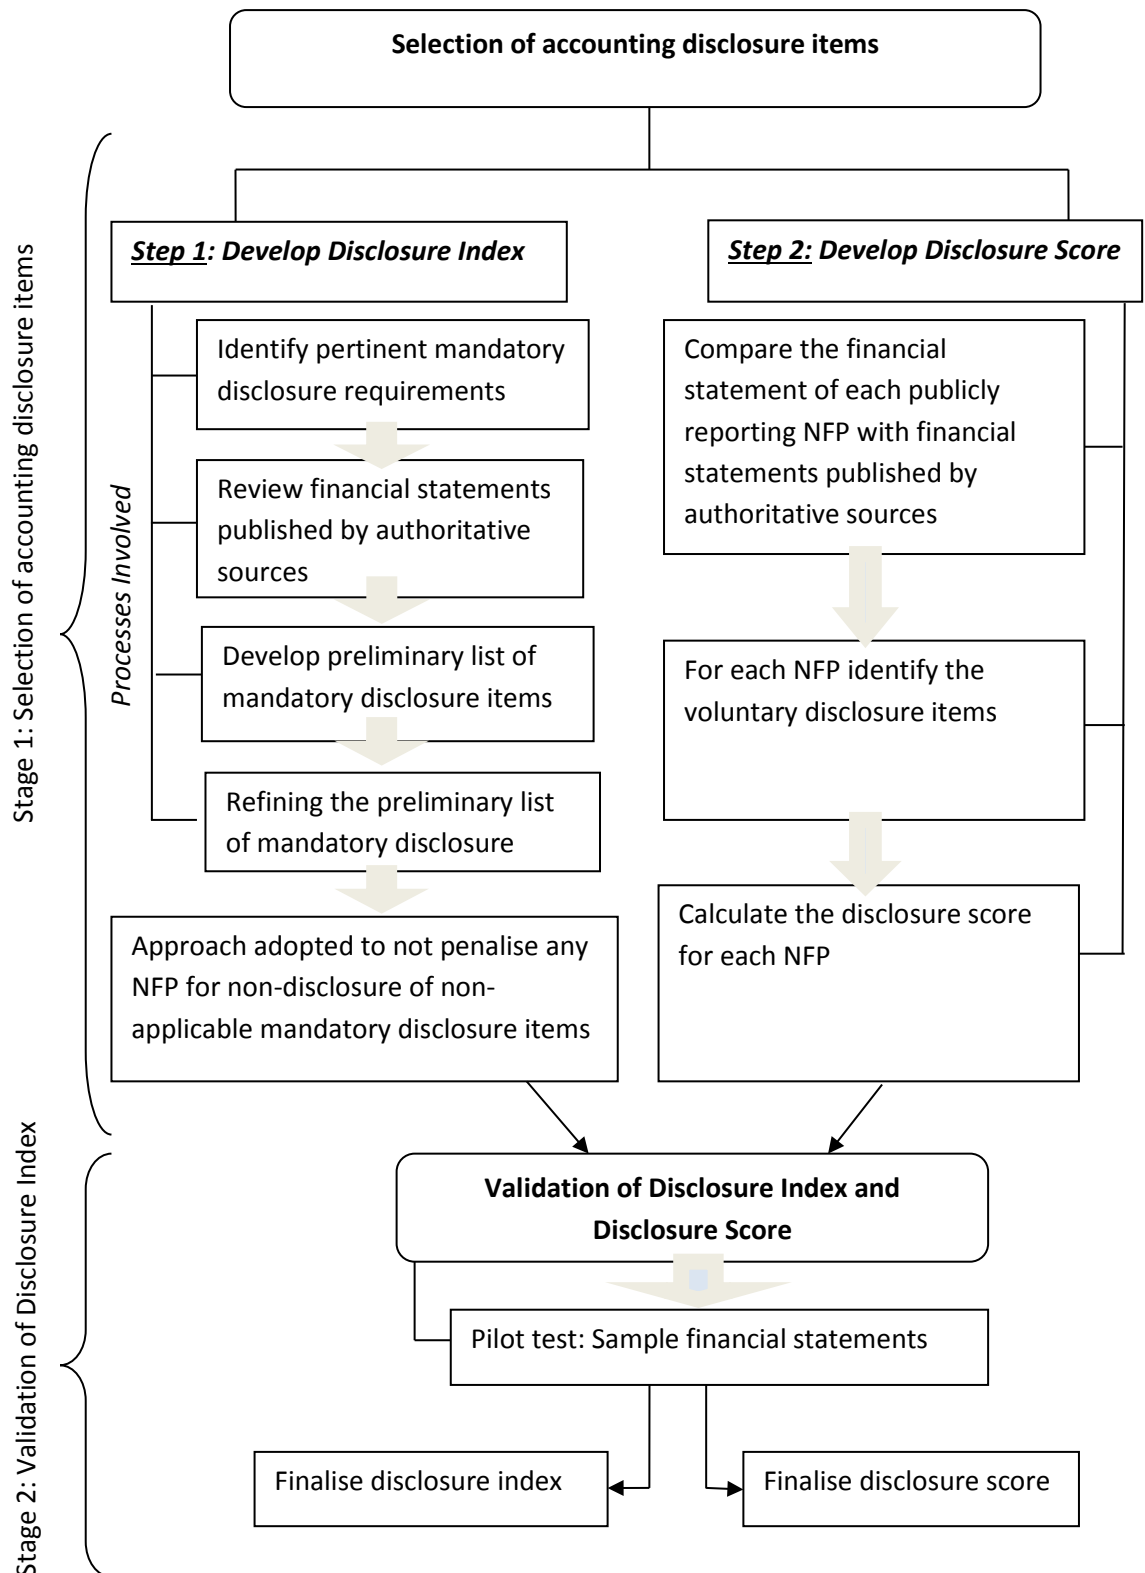 Selection of accounting disclosure items
Stage 1: Selection of accounting disclosure items
Processes Involved
Step 1: Develop Disclosure Index
Identify pertinent mandatory
disclosure requirements
Review financial statements
published by authoritative
sources
Develop preliminary list of
mandatory disclosure items
Refining the preliminary list
of mandatory disclosure
Approach adopted to not penalise any
NFP for non-disclosure of non-
applicable mandatory disclosure items
Step 2: Develop Disclosure Score
Compare the financial
statement of each publicly
reporting NFP with financial
statements published by
authoritative sources
For each NFP identify the
voluntary disclosure items
Calculate the disclosure score
for each NFP
Stage 2: Validation of Disclosure Index
Validation of Disclosure Index and
Disclosure Score
Pilot test: Sample financial statements
Finalise disclosure index
Finalise disclosure score